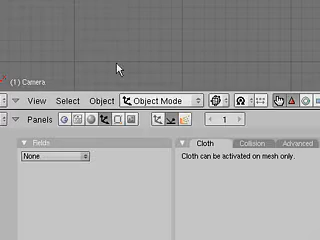 (1) Camera
View Select Object Object Mode
Panels 1
Fields Cloth Collision Advanced
None Cloth can be activated on mesh only.